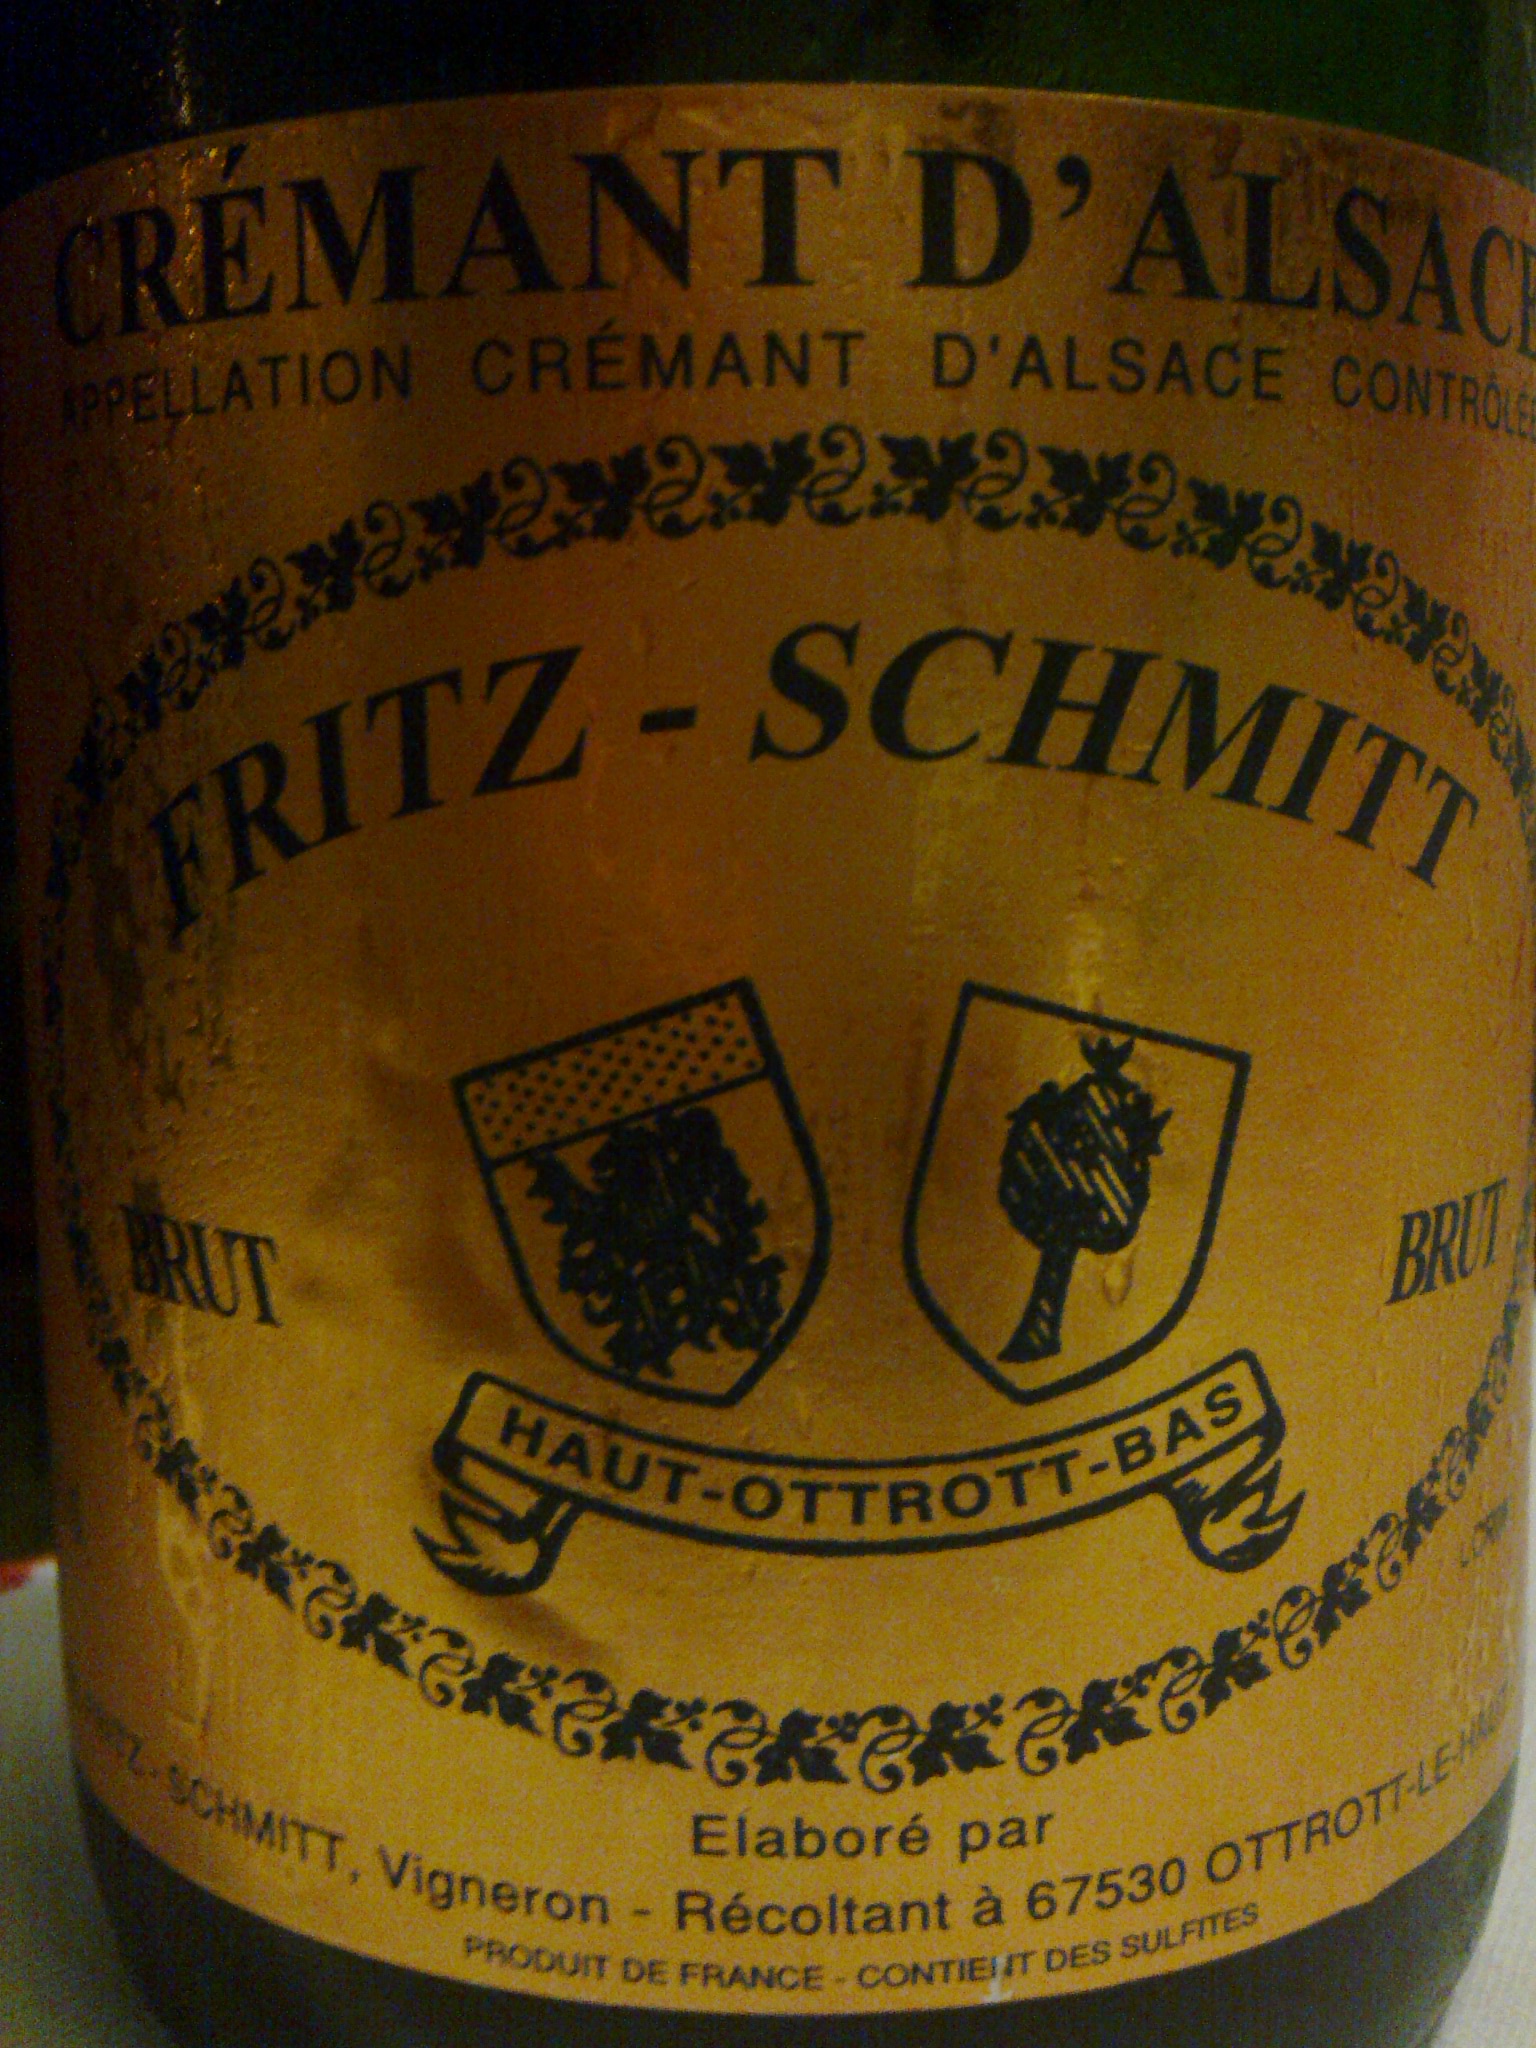 CRÉMANT D'ALSACE
APPELLATION CRÉMANT D'ALSACE CONTRÔLÉE
FRITZ - SCHMITT
BRUT
BRUT
HAUT-OTTROTT-BAS
Elaboré par
SCHMITT, Vigneron - Récoltant à 67530 OTTROTT-LE-HAUT
PRODUIT DE FRANCE - CONTIENT DES SULFITES